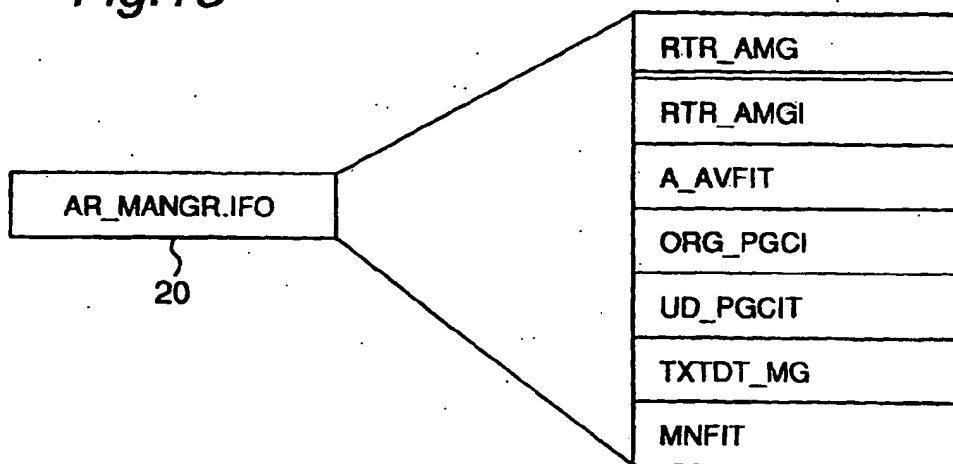 AR_MANGR.IFO
20
RTR_AMG
RTR_AMGI
A_AVFIT
ORG_PGCI
UD_PGCIT
TXTDT_MG
MNFIT